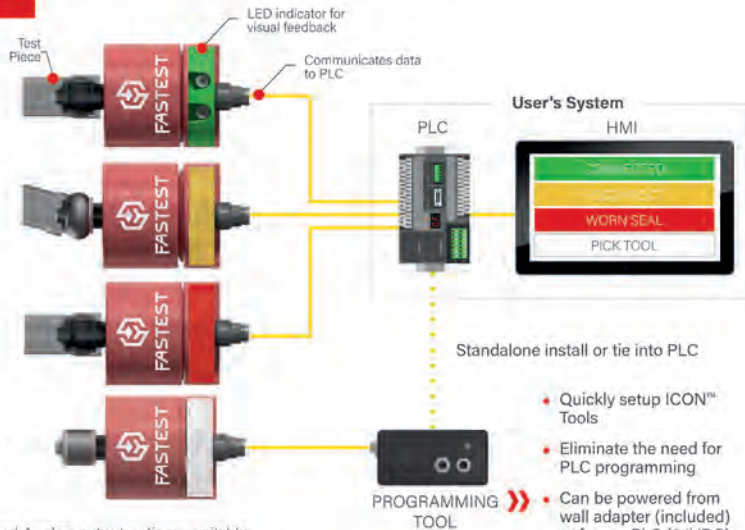 LED indicator for
visual feedback
Test
Piece
Communicates data
to PLC
FASTEST
FASTEST
FASTEST
FASTEST
User's System
PLC
HMI
WORN SEAL
PICK TOOL
Standalone install or tie into PLC
• Quickly setup ICON™
Tools
• Eliminate the need for
PLC programming
PROGRAMMING
TOOL
• Can be powered from
wall adapter (included)